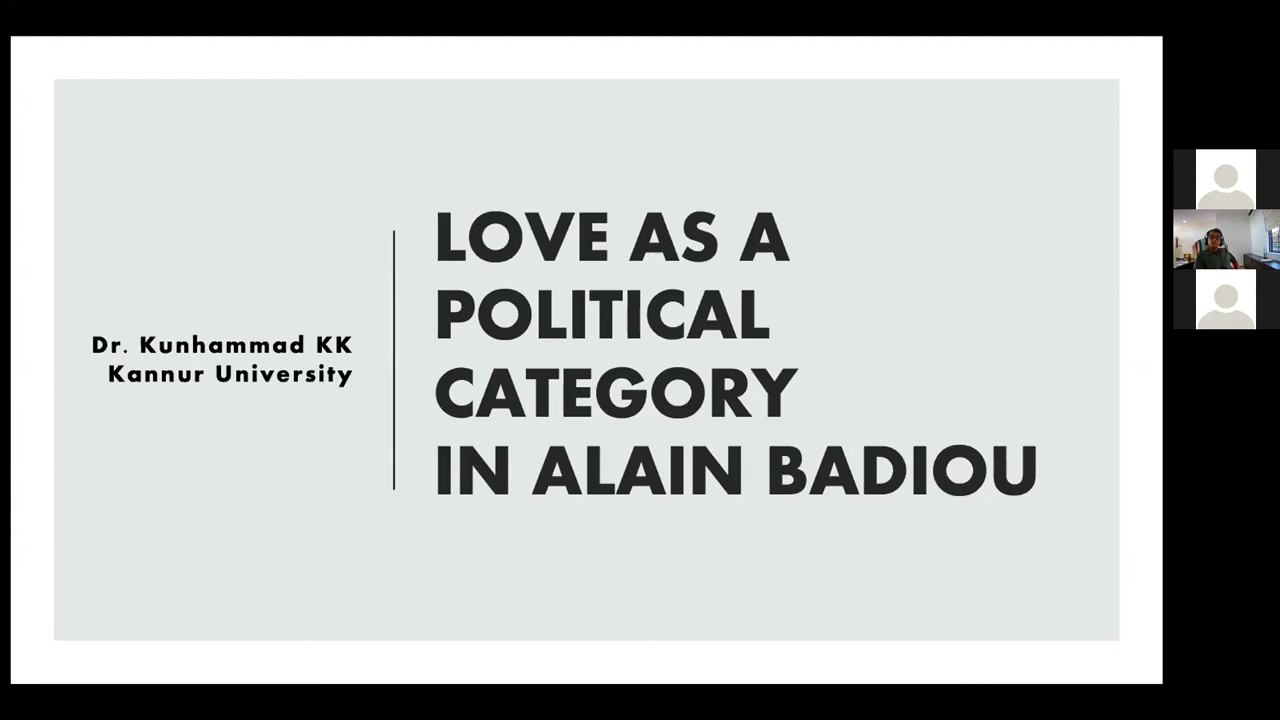 Dr. Kunhammad KK
Kannur University
LOVE AS A
POLITICAL
CATEGORY
IN ALAIN BADIOU